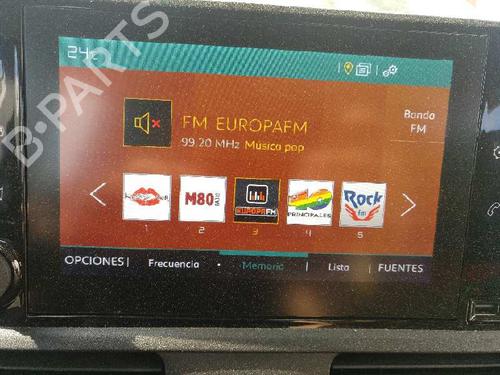 24°C
FM EUROPAFM
99.20 MHz Música pop
Banda
FM
M80 RADIO
EUROPA FM
40
PRINCIPALES
Rock
fm
1 2 3 4 5
OPCIONES Frecuencia Memoria Lista FUENTES
B-PARTS